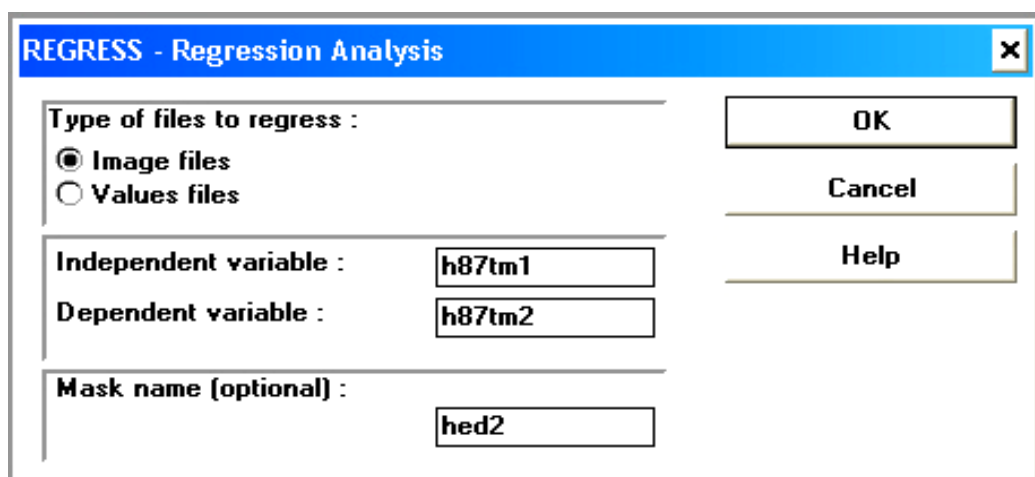 REGRESS - Regression Analysis
Type of files to regress :
Image files
Values files
OK
Cancel
Help
Independent variable :
h87tm1
Dependent variable :
h87tm2
Mask name (optional) :
hed2